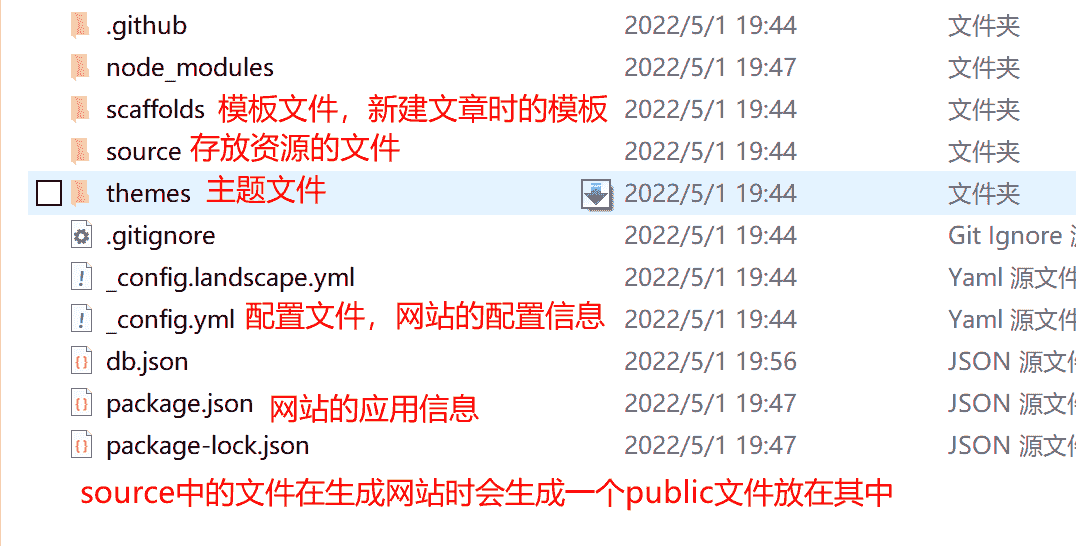 .github 2022/5/1 19:44 文件夹
node_modules 2022/5/1 19:47 文件夹
scaffolds 模板文件，新建文章时的模板 2022/5/1 19:44 文件夹
source 存放资源的文件 2022/5/1 19:44 文件夹
themes 主题文件 2022/5/1 19:44 文件夹
.gitignore 2022/5/1 19:44 Git Ignore 源
_config.landscape.yml 2022/5/1 19:44 Yaml 源文件
_config.yml 配置文件，网站的配置信息 2022/5/1 19:44 Yaml 源文件
db.json 2022/5/1 19:56 JSON 源文件
package.json 网站的应用信息 2022/5/1 19:47 JSON 源文件
package-lock.json 2022/5/1 19:47 JSON 源文件
source中的文件在生成网站时会生成一个public文件放在其中